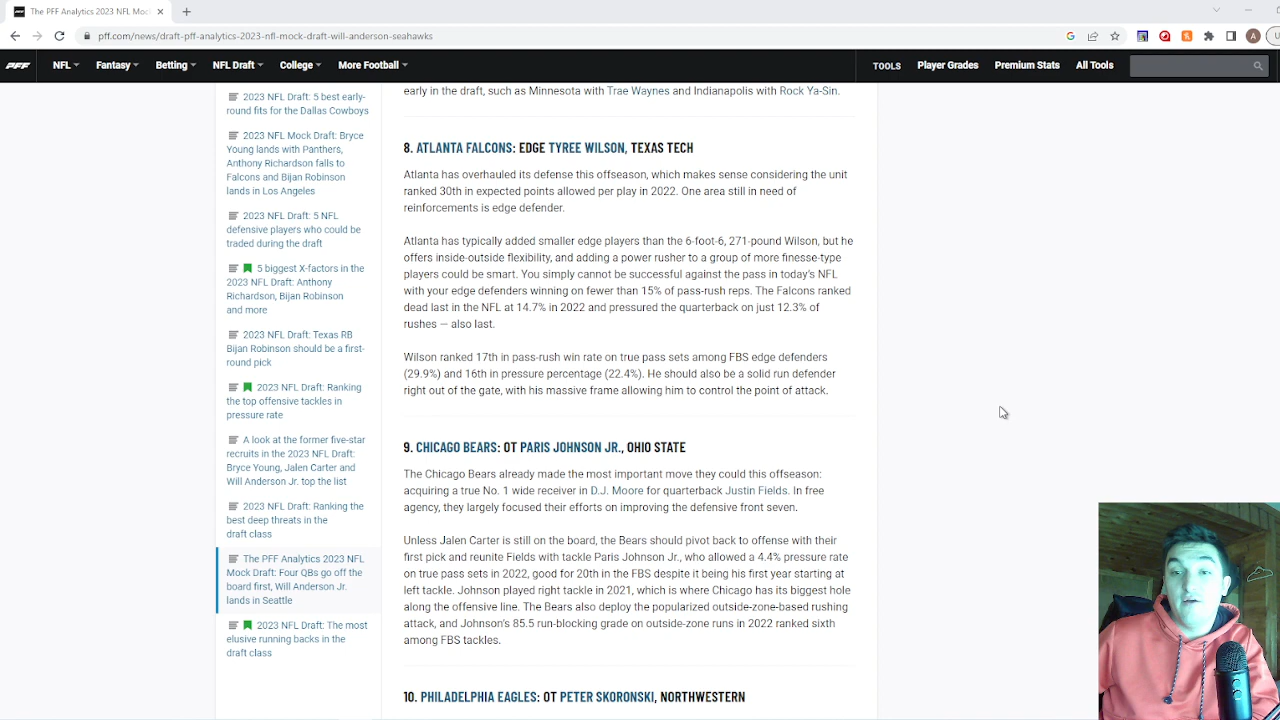 The PFF Analytics 2023 NFL Moc
pff.com/news/draft-pff-analytics-2023-nfl-mock-draft-will-anderson-seahawks
PFF
NFL
Fantasy
Betting
NFL Draft
College
More Football
TOOLS
Player Grades
Premium Stats
All Tools
2023 NFL Draft: 5 best early-
round fits for the Dallas Cowboys
2023 NFL Mock Draft: Bryce
Young lands with Panthers,
Anthony Richardson falls to
Falcons and Bijan Robinson
lands in Los Angeles
2023 NFL Draft: 5 NFL
defensive players who could be
traded during the draft
5 biggest X-factors in the
2023 NFL Draft: Anthony
Richardson, Bijan Robinson
and more
2023 NFL Draft: Texas RB
Bijan Robinson should be a first-
round pick
2023 NFL Draft: Ranking
the top offensive tackles in
pressure rate
A look at the former five-star
recruits in the 2023 NFL Draft:
Bryce Young, Jalen Carter and
Will Anderson Jr. top the list
2023 NFL Draft: Ranking the
best deep threats in the
draft class
The PFF Analytics 2023 NFL
Mock Draft: Four QBs go off the
board first, Will Anderson Jr.
lands in Seattle
2023 NFL Draft: The most
elusive running backs in the
draft class
early in the draft, such as Minnesota with Trae Waynes and Indianapolis with Rock Ya-Sin.
8. ATLANTA FALCONS: EDGE TYREE WILSON, TEXAS TECH
Atlanta has overhauled its defense this offseason, which makes sense considering the unit
ranked 30th in expected points allowed per play in 2022. One area still in need of
reinforcements is edge defender.
Atlanta has typically added smaller edge players than the 6-foot-6, 271-pound Wilson, but he
offers inside-outside flexibility, and adding a power rusher to a group of more finesse-type
players could be smart. You simply cannot be successful against the pass in today's NFL
with your edge defenders winning on fewer than 15% of pass-rush reps. The Falcons ranked
dead last in the NFL at 14.7% in 2022 and pressured the quarterback on just 12.3% of
rushes — also last.
Wilson ranked 17th in pass-rush win rate on true pass sets among FBS edge defenders
(29.9%) and 16th in pressure percentage (22.4%). He should also be a solid run defender
right out of the gate, with his massive frame allowing him to control the point of attack.
9. CHICAGO BEARS: OT PARIS JOHNSON JR., OHIO STATE
The Chicago Bears already made the most important move they could this offseason:
acquiring a true No. 1 wide receiver in D.J. Moore for quarterback Justin Fields. In free
agency, they largely focused their efforts on improving the defensive front seven.
Unless Jalen Carter is still on the board, the Bears should pivot back to offense with their
first pick and reunite Fields with tackle Paris Johnson Jr., who allowed a 4.4% pressure rate
on true pass sets in 2022, good for 20th in the FBS despite it being his first year starting at
left tackle. Johnson played right tackle in 2021, which is where Chicago has its biggest hole
along the offensive line. The Bears also deploy the popularized outside-zone-based rushing
attack, and Johnson's 85.5 run-blocking grade on outside-zone runs in 2022 ranked sixth
among FBS tackles.
10. PHILADELPHIA EAGLES: OT PETER SKORONSKI, NORTHWESTERN